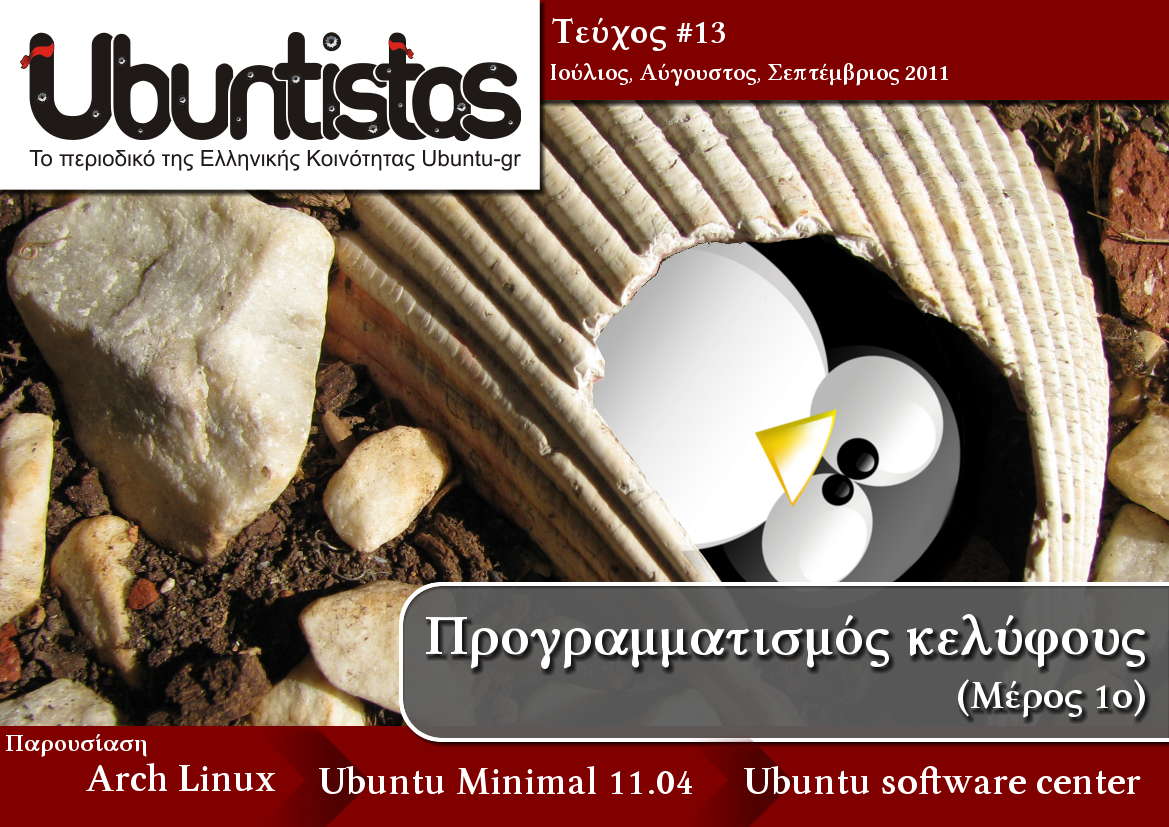 Ubuntistas
Το περιοδικό της Ελληνικής Κοινότητας Ubuntu-gr
Τεύχος #13
Ιούλιος, Αύγουστος, Σεπτέμβριος 2011
Προγραμματισμός κελύφους
(Μέρος 1ο)
Παρουσίαση
Arch Linux
Ubuntu Minimal 11.04
Ubuntu software center